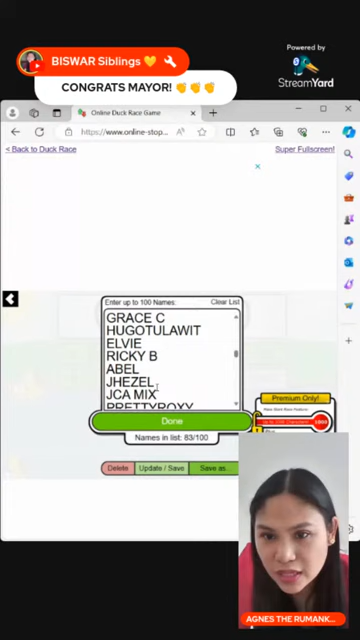 BISWAR Siblings
CONGRATS MAYOR!
Powered by
StreamYard
Online Duck Race Game
https://www.online-stop...
< Back to Duck Race
Super Fullscreen!
Enter up to 100 Names:
Clear List
GRACE C
HUGOTULAWIT
ELVIE
RICKY B
ABEL
JHEZEL
JCA MIX
PRETTYROXY
Done
Names in list: 83/100
Premium Only!
1000
Delete
Update / Save
Save as...
AGNES THE RUMANK...